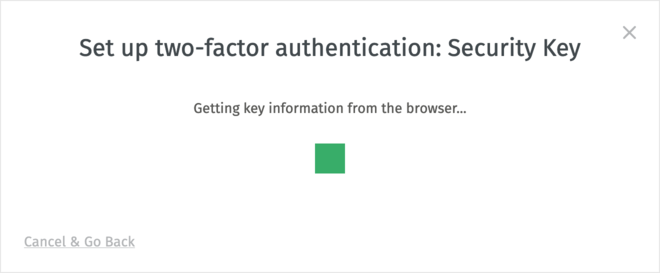 Set up two-factor authentication: Security Key
Getting key information from the browser...
Cancel & Go Back